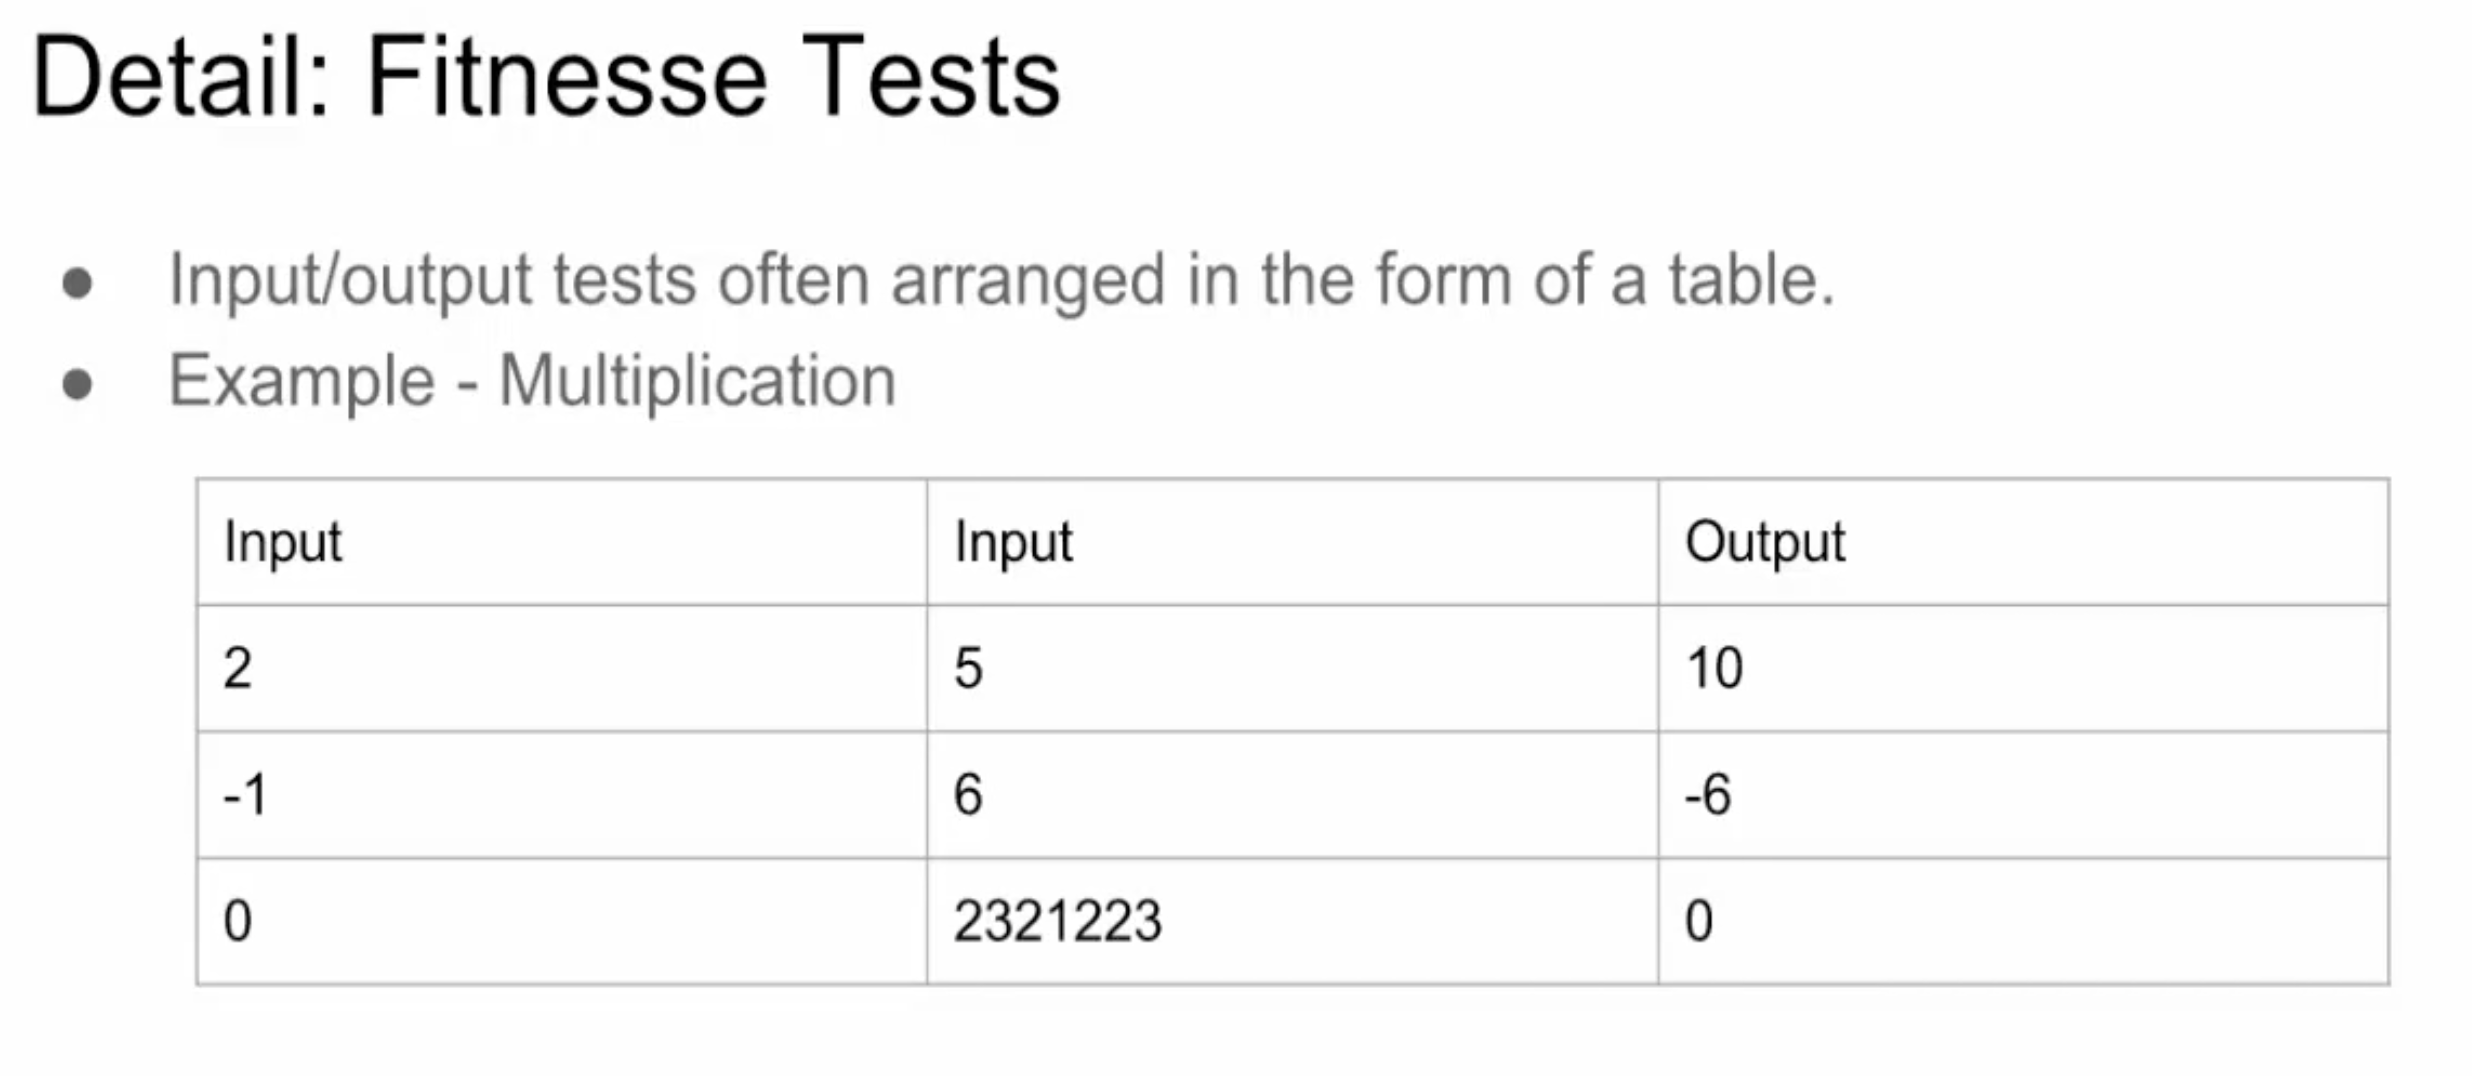 Detail: Fitnesse Tests
● Input/output tests often arranged in the form of a table.
● Example - Multiplication
Input Input Output
2 5 10
-1 6 -6
0 2321223 0